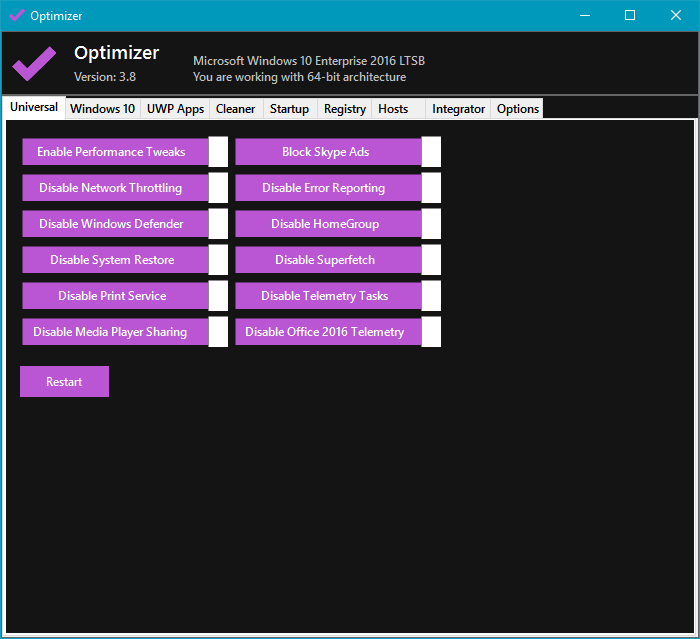 Optimizer
Optimizer
Version: 3.8
Microsoft Windows 10 Enterprise 2016 LTSB
You are working with 64-bit architecture
Universal Windows 10 UWP Apps Cleaner Startup Registry Hosts Integrator Options
Enable Performance Tweaks Block Skype Ads
Disable Network Throttling Disable Error Reporting
Disable Windows Defender Disable HomeGroup
Disable System Restore Disable Superfetch
Disable Print Service Disable Telemetry Tasks
Disable Media Player Sharing Disable Office 2016 Telemetry
Restart